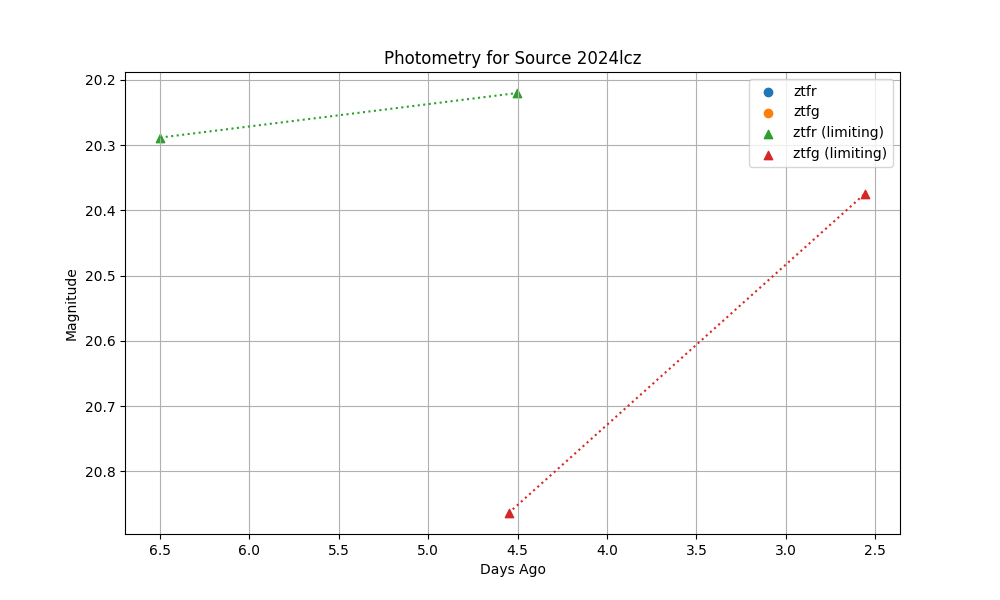 Photometry for Source 2024lcz
20.2
20.3
20.4
20.5
20.6
20.7
20.8
Magnitude
ztfr
ztfg
ztfr (limiting)
ztfg (limiting)
6.5 6.0 5.5 5.0 4.5 4.0 3.5 3.0 2.5
Days Ago